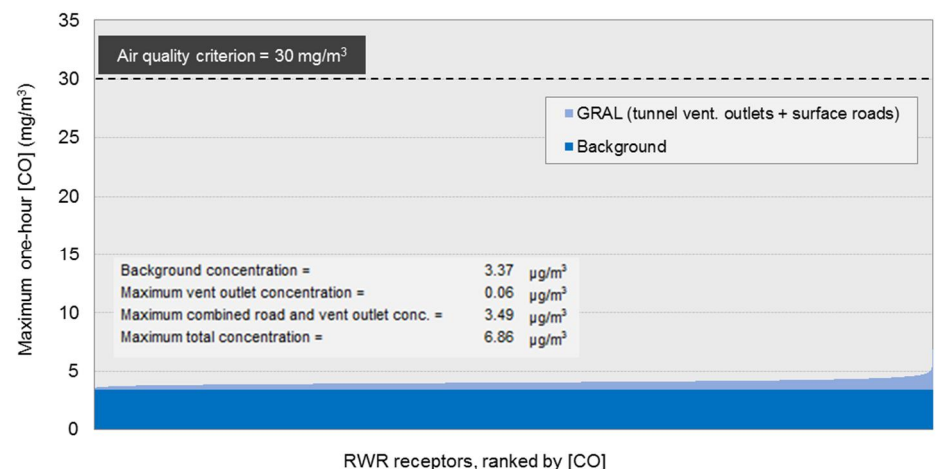 35
Air quality criterion = 30 mg/m³
30
GRAL (tunnel vent. outlets + surface roads)
Background
25
20
15
Background concentration = 3.37 µg/m³
Maximum vent outlet concentration = 0.06 µg/m³
Maximum combined road and vent outlet conc. = 3.49 µg/m³
Maximum total concentration = 6.86 µg/m³
10
5
0
Maximum one-hour [CO] (mg/m³)
RWR receptors, ranked by [CO]